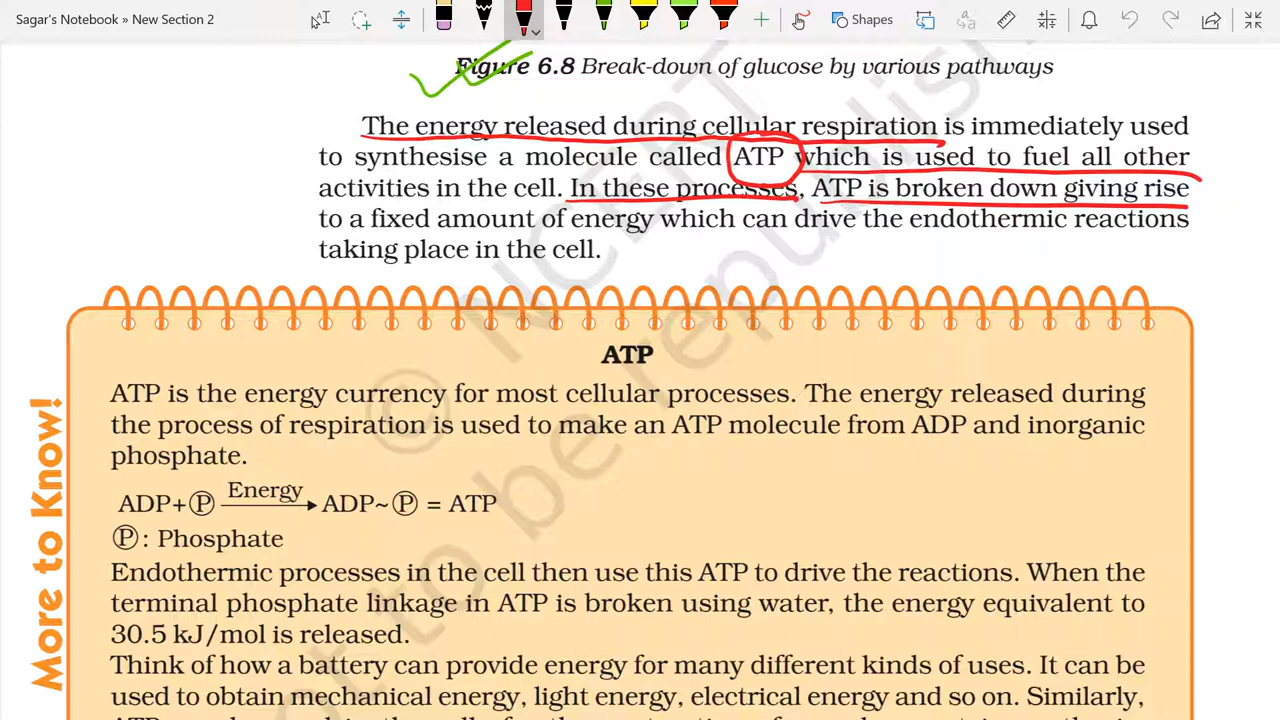 Sagar's Notebook » New Section 2
Shapes
Figure 6.8 Break-down of glucose by various pathways
The energy released during cellular respiration is immediately used
to synthesise a molecule called ATP which is used to fuel all other
activities in the cell. In these processes, ATP is broken down giving rise
to a fixed amount of energy which can drive the endothermic reactions
taking place in the cell.
© NCERT
not to be republish
More to Know!
ATP
ATP is the energy currency for most cellular processes. The energy released during
the process of respiration is used to make an ATP molecule from ADP and inorganic
phosphate.
Energy
ADP+Ⓟ → ADP~Ⓟ = ATP
Ⓟ: Phosphate
Endothermic processes in the cell then use this ATP to drive the reactions. When the
terminal phosphate linkage in ATP is broken using water, the energy equivalent to
30.5 kJ/mol is released.
Think of how a battery can provide energy for many different kinds of uses. It can be
used to obtain mechanical energy, light energy, electrical energy and so on. Similarly,